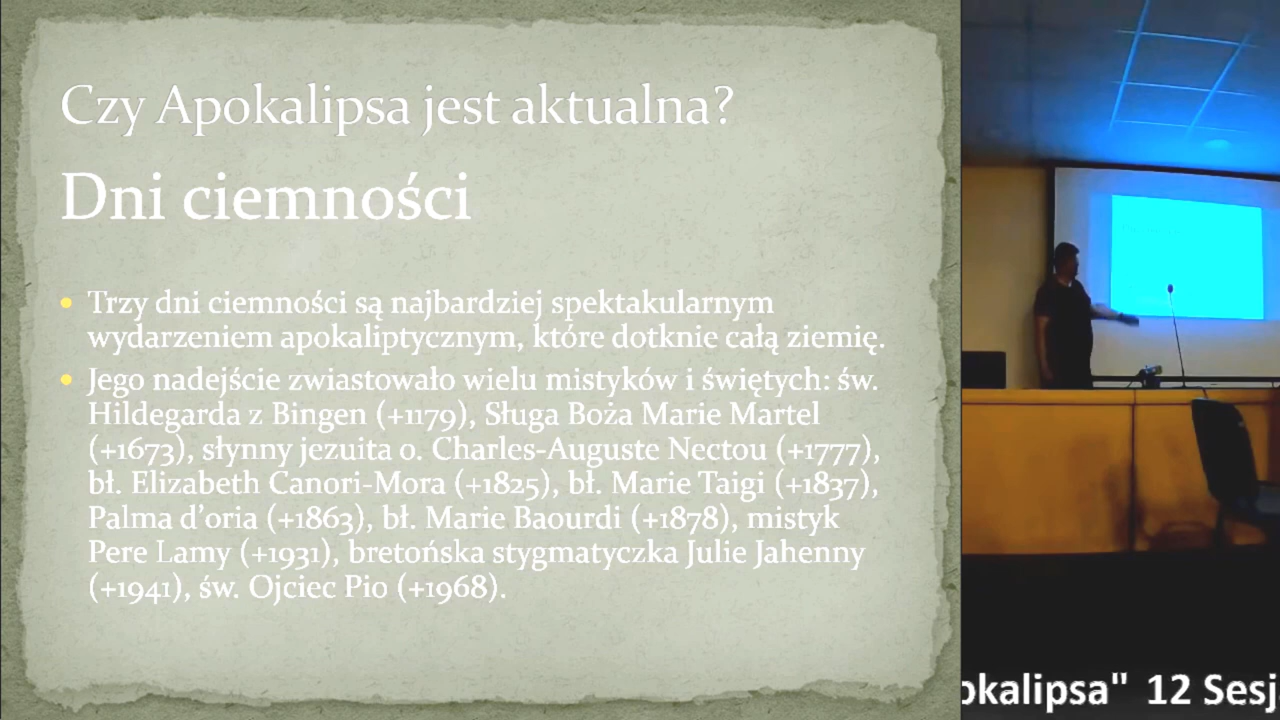 Czy Apokalipsa jest aktualna?
Dni ciemności
Trzy dni ciemności są najbardziej spektakularnym
wydarzeniem apokaliptycznym, które dotknie całą ziemię.
Jego nadejście zwiastowało wielu mistyków i świętych: św.
Hildegarda z Bingen (+1179), Sługa Boża Marie Martel
(+1673), słynny jezuita o. Charles-Auguste Nectou (+1777),
bł. Elizabeth Canori-Mora (+1825), bł. Marie Taigi (+1837),
Palma d'oria (+1863), bł. Marie Baourdi (+1878), mistyk
Pere Lamy (+1931), bretońska stygmatyczka Julie Jahenny
(+1941), św. Ojciec Pio (+1968).
okalipsa" 12 Sesj